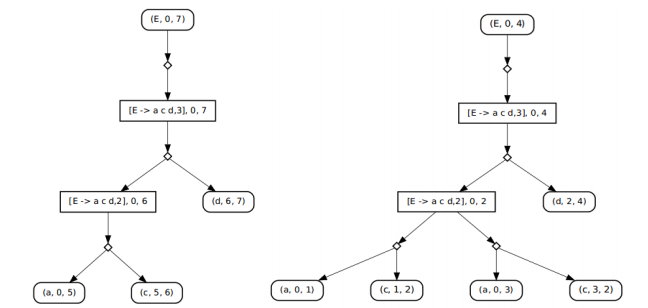 (E, 0, 7)
[E -> a c d,3], 0, 7
[E -> a c d,2], 0, 6
(d, 6, 7)
(a, 0, 5)
(c, 5, 6)
(E, 0, 4)
[E -> a c d,3], 0, 4
[E -> a c d,2], 0, 2
(d, 2, 4)
(a, 0, 1)
(c, 1, 2)
(a, 0, 3)
(c, 3, 2)